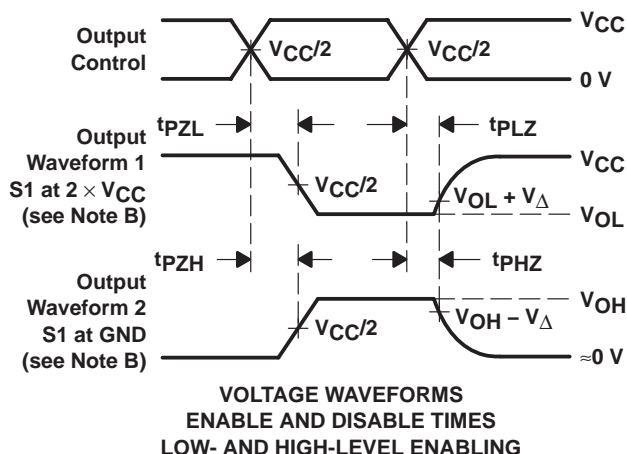 Output
Control
VCC/2
VCC/2
VCC
0 V
tPZL
tPLZ
Output
Waveform 1
S1 at 2 × VCC
(see Note B)
VCC/2
VCC
VOL + VΔ
VOL
tPZH
tPHZ
Output
Waveform 2
S1 at GND
(see Note B)
VCC/2
VOH
VOH − VΔ
≈0 V
VOLTAGE WAVEFORMS
ENABLE AND DISABLE TIMES
LOW- AND HIGH-LEVEL ENABLING